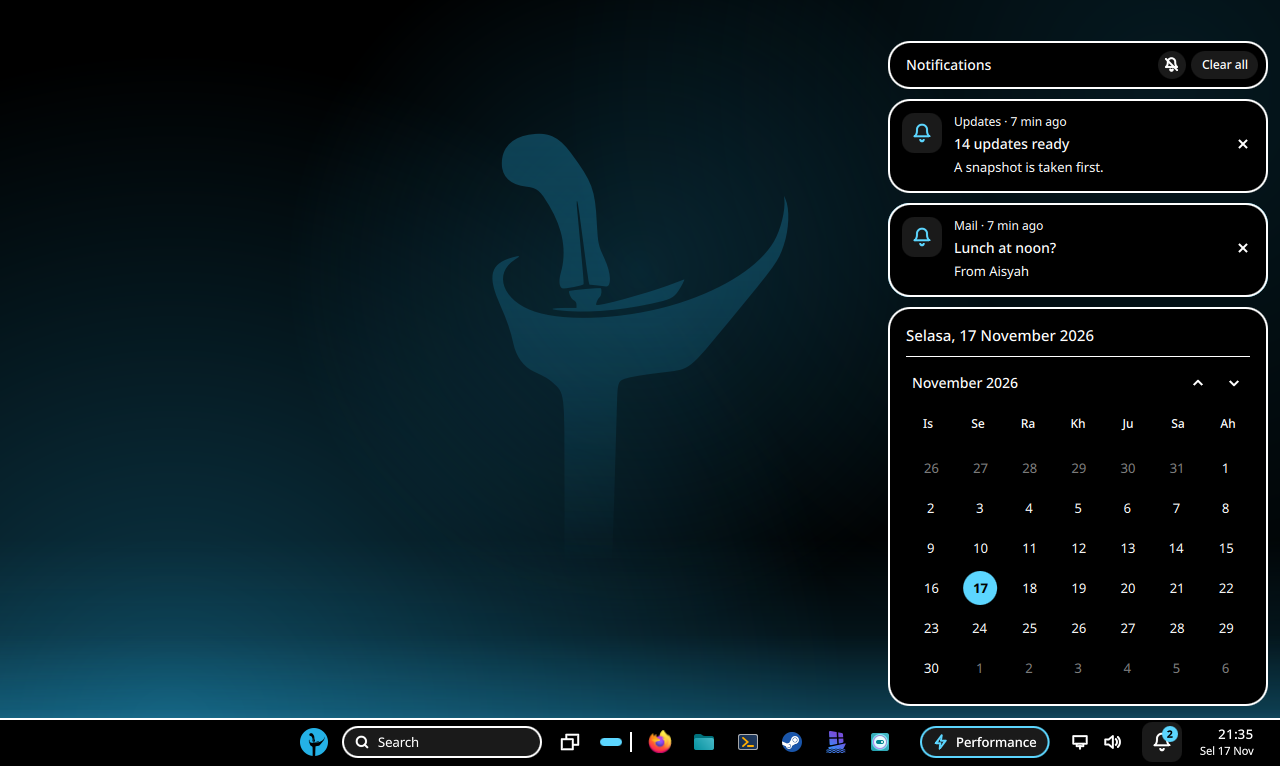 Notifications
Clear all
Updates · 7 min ago
14 updates ready
A snapshot is taken first.
Mail · 7 min ago
Lunch at noon?
From Aisyah
Selasa, 17 November 2026
November 2026
Is Se Ra Kh Ju Sa Ah
26 27 28 29 30 31 1
2 3 4 5 6 7 8
9 10 11 12 13 14 15
16 17 18 19 20 21 22
23 24 25 26 27 28 29
30 1 2 3 4 5 6
Search
Performance
2
21:35
Sel 17 Nov